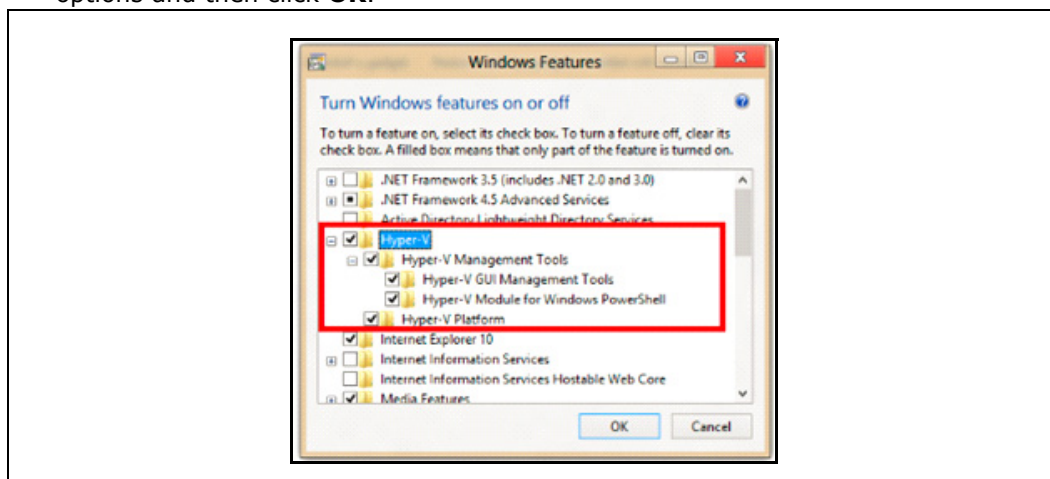 options and then click OK.
Windows Features
Turn Windows features on or off
To turn a feature on, select its check box. To turn a feature off, clear its
check box. A filled box means that only part of the feature is turned on.
.NET Framework 3.5 (includes .NET 2.0 and 3.0)
.NET Framework 4.5 Advanced Services
Active Directory Lightweight Directory Services
Hyper-V
Hyper-V Management Tools
Hyper-V GUI Management Tools
Hyper-V Module for Windows PowerShell
Hyper-V Platform
Internet Explorer 10
Internet Information Services
Internet Information Services Hostable Web Core
Media Features
OK Cancel